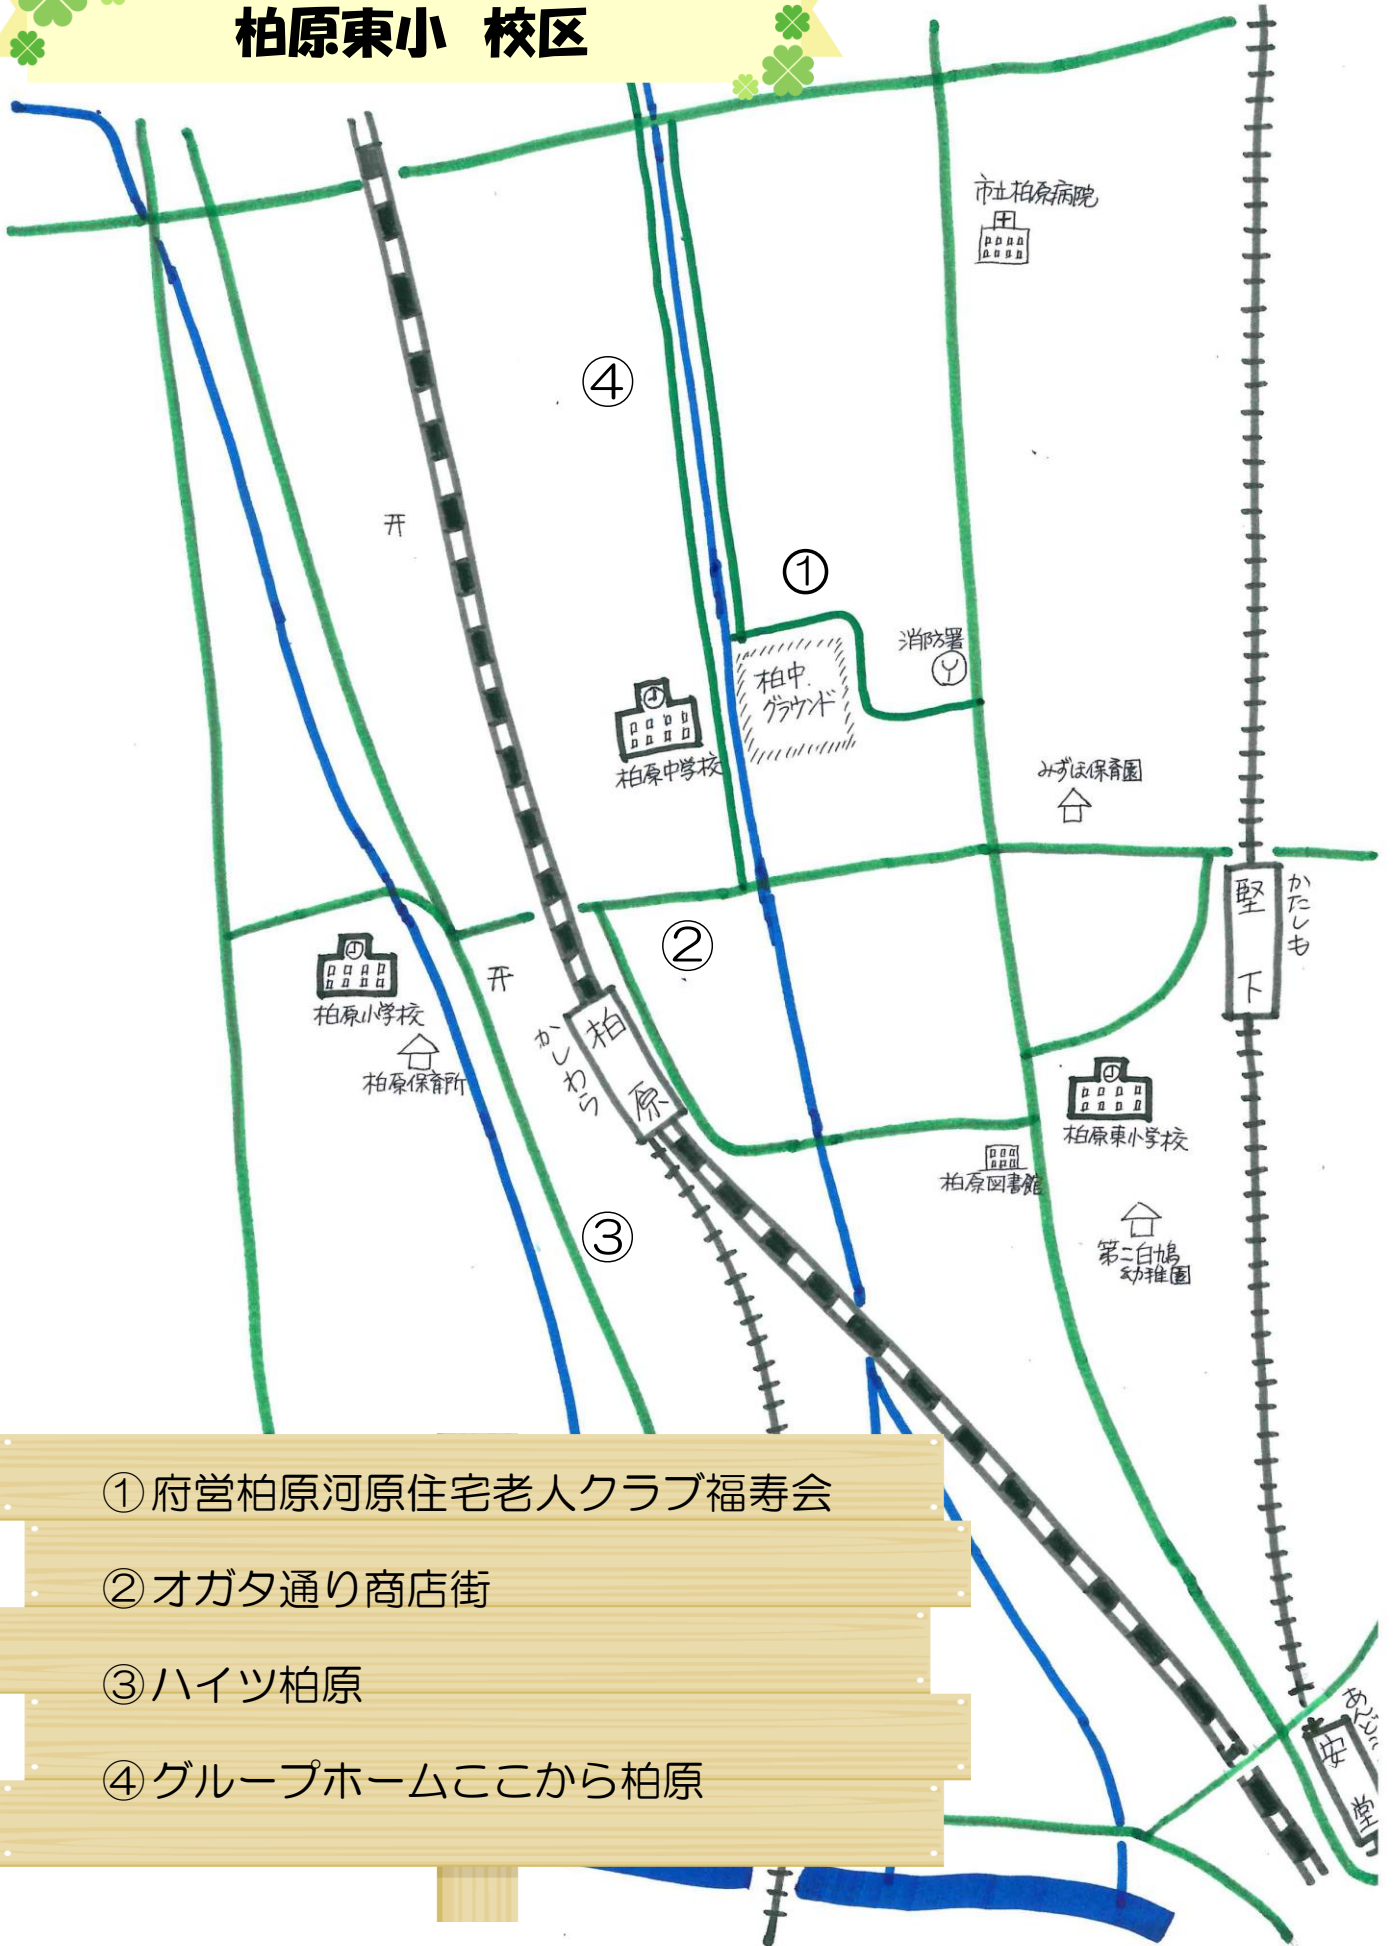 柏原東小 校区
市立柏原病院
④
①
消防署
柏中
グラウンド
柏原中学校
みずほ保育園
堅下
かたしも
②
柏原小学校
柏原保育所
柏原
かしわら
柏原東小学校
柏原図書館
③
第二白鳩
幼稚園
①府営柏原河原住宅老人クラブ福寿会
②オガタ通り商店街
③ハイツ柏原
④グループホームここから柏原
安堂